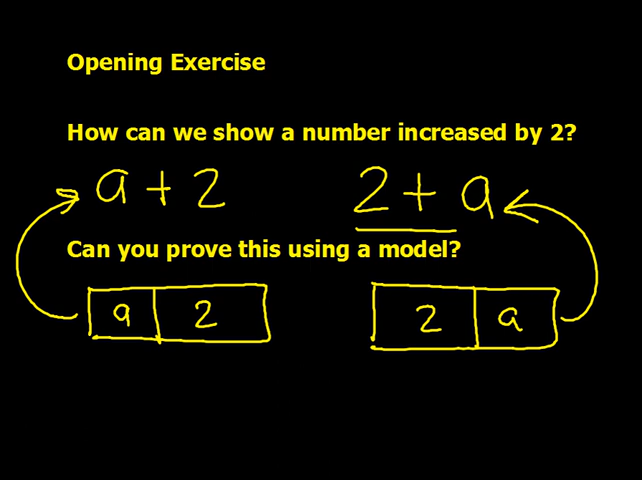 Opening Exercise
How can we show a number increased by 2?
a + 2 2 + a
Can you prove this using a model?
a 2 2 a